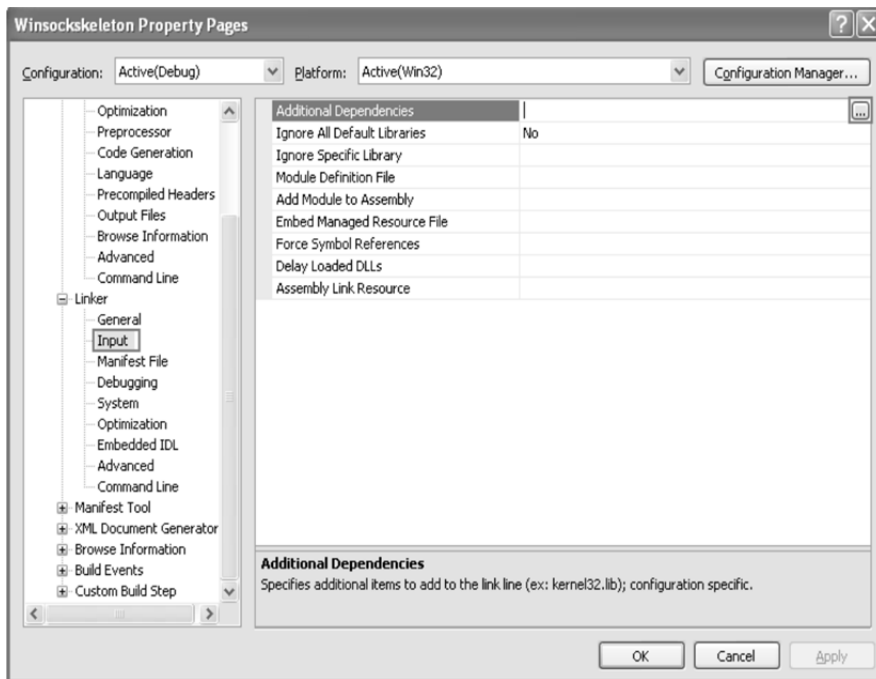 Winsockskeleton Property Pages
Configuration: Active(Debug) Platform: Active(Win32) Configuration Manager...
Optimization
Preprocessor
Code Generation
Language
Precompiled Headers
Output Files
Browse Information
Advanced
Command Line
Linker
General
Input
Manifest File
Debugging
System
Optimization
Embedded IDL
Advanced
Command Line
Manifest Tool
XML Document Generator
Browse Information
Build Events
Custom Build Step
Additional Dependencies ...
Ignore All Default Libraries No
Ignore Specific Library
Module Definition File
Add Module to Assembly
Embed Managed Resource File
Force Symbol References
Delay Loaded DLLs
Assembly Link Resource
Additional Dependencies
Specifies additional items to add to the link line (ex: kernel32.lib); configuration specific.
OK Cancel Apply